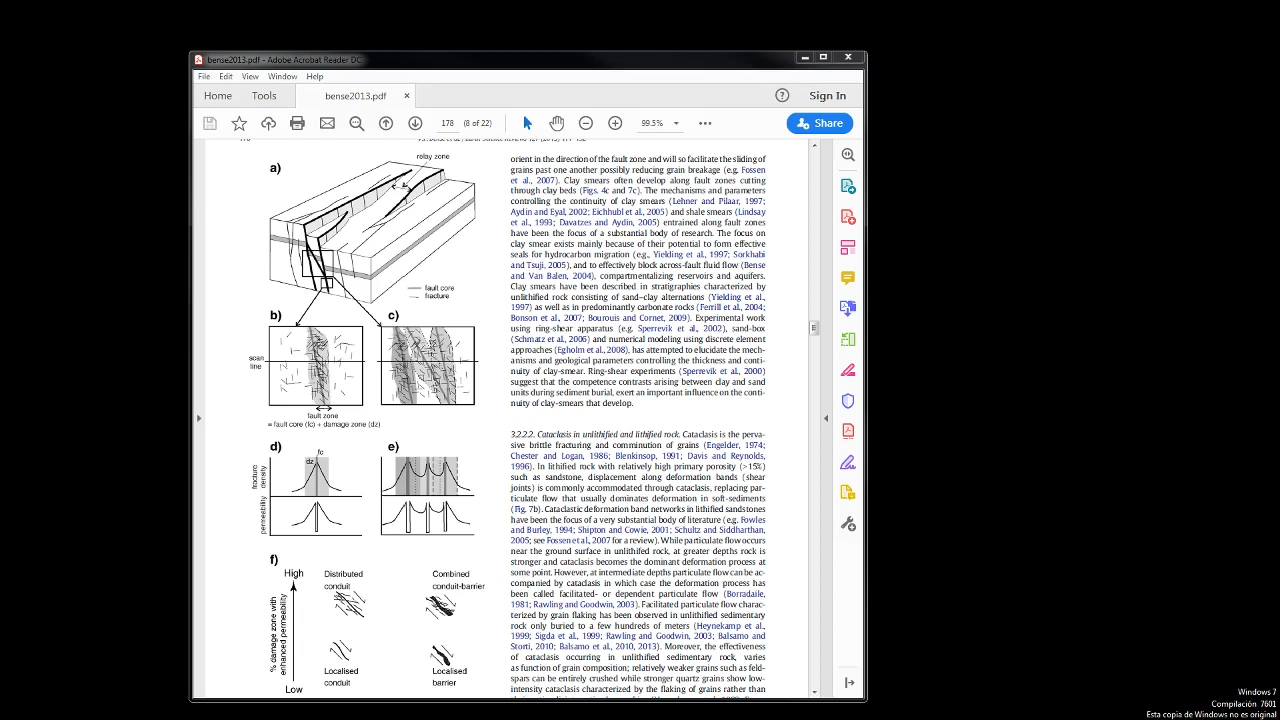 bense2013.pdf - Adobe Acrobat Reader DC
File Edit View Window Help
Home Tools bense2013.pdf × Sign In
178 (8 of 22) 99.5% Share
a)
relay zone
fault core
fracture
b)
c)
scan
line
fault zone
= fault core (fc) + damage zone (dz)
d)
e)
fc
dz
fracture
density
permeability
f)
High
Distributed
conduit
Combined
conduit-barrier
% damage zone with
enhanced permeability
Localised
conduit
Localised
barrier
Low
orient in the direction of the fault zone and will so facilitate the sliding of
grains past one another possibly reducing grain breakage (e.g. Fossen
et al., 2007). Clay smears often develop along fault zones cutting
through clay beds (Figs. 4c and 7c). The mechanisms and parameters
controlling the continuity of clay smears (Lehner and Pilaar, 1997;
Aydin and Eyal, 2002; Eichhubl et al., 2005) and shale smears (Lindsay
et al., 1993; Davatzes and Aydin, 2005) entrained along fault zones
have been the focus of a substantial body of research. The focus on
clay smear exists mainly because of their potential to form effective
seals for hydrocarbon migration (e.g., Yielding et al., 1997; Sorkhabi
and Tsuji, 2005), and to effectively block across-fault fluid flow (Bense
and Van Balen, 2004), compartmentalizing reservoirs and aquifers.
Clay smears have been described in stratigraphies characterized by
unlithified rock consisting of sand–clay alternations (Yielding et al.,
1997) as well as in predominantly carbonate rocks (Ferrill et al., 2004;
Bonson et al., 2007; Bourouis and Cornet, 2009). Experimental work
using ring-shear apparatus (e.g. Sperrevik et al., 2002), sand-box
(Schmatz et al., 2006) and numerical modeling using discrete element
approaches (Egholm et al., 2008), has attempted to elucidate the mech-
anisms and geological parameters controlling the thickness and conti-
nuity of clay-smear. Ring-shear experiments (Sperrevik et al., 2000)
suggest that the competence contrasts arising between clay and sand
units during sediment burial, exert an important influence on the conti-
nuity of clay-smears that develop.
3.2.2.2. Cataclasis in unlithified and lithified rock. Cataclasis is the perva-
sive brittle fracturing and comminution of grains (Engelder, 1974;
Chester and Logan, 1986; Blenkinsop, 1991; Davis and Reynolds,
1996). In lithified rock with relatively high primary porosity (>15%)
such as sandstone, displacement along deformation bands (shear
joints) is commonly accommodated through cataclasis, replacing par-
ticulate flow that usually dominates deformation in soft-sediments
(Fig. 7b). Cataclastic deformation band networks in lithified sandstones
have been the focus of a very substantial body of literature (e.g. Fowles
and Burley, 1994; Shipton and Cowie, 2001; Schultz and Siddharthan,
2005; see Fossen et al., 2007 for a review). While particulate flow occurs
near the ground surface in unlithifed rock, at greater depths rock is
stronger and cataclasis becomes the dominant deformation process at
some point. However, at intermediate depths particulate flow can be ac-
companied by cataclasis in which case the deformation process has
been called facilitated- or dependent particulate flow (Borradaile,
1981; Rawling and Goodwin, 2003). Facilitated particulate flow charac-
terized by grain flaking has been observed in unlithified sedimentary
rock only buried to a few hundreds of meters (Heynekamp et al.,
1999; Sigda et al., 1999; Rawling and Goodwin, 2003; Balsamo and
Storti, 2010; Balsamo et al., 2010, 2013). Moreover, the effectiveness
of cataclasis occurring in unlithified sedimentary rock, varies
as function of grain composition; relatively weaker grains such as feld-
spars can be entirely crushed while stronger quartz grains show low-
intensity cataclasis characterized by the flaking of grains rather than
Windows 7
Compilación 7601
Esta copia de Windows no es original